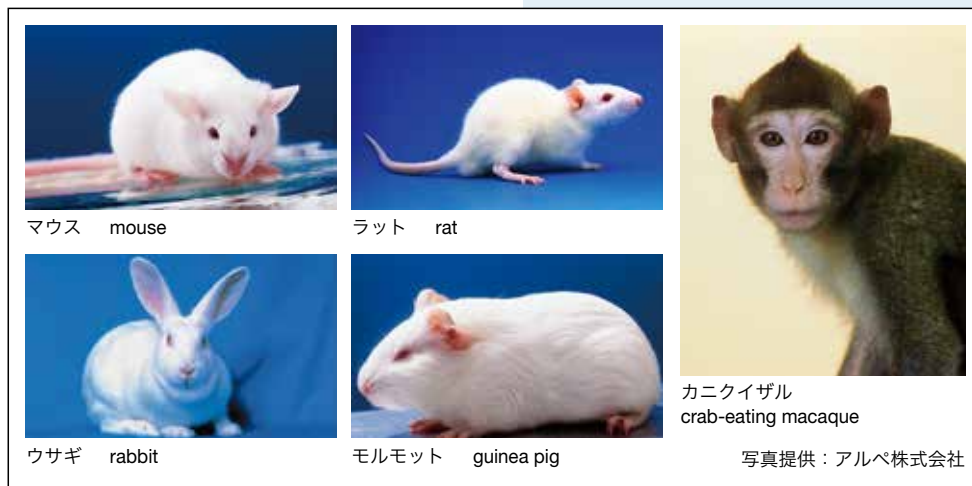 マウス mouse
ラット rat
ウサギ rabbit
モルモット guinea pig
カニクイザル
crab-eating macaque
写真提供：アルペ株式会社